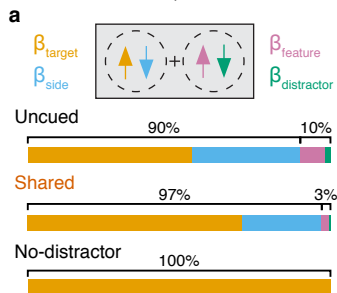 a
βtarget
βside
+
βfeature
βdistractor
Uncued
90% 10%
Shared
97% 3%
No-distractor
100%